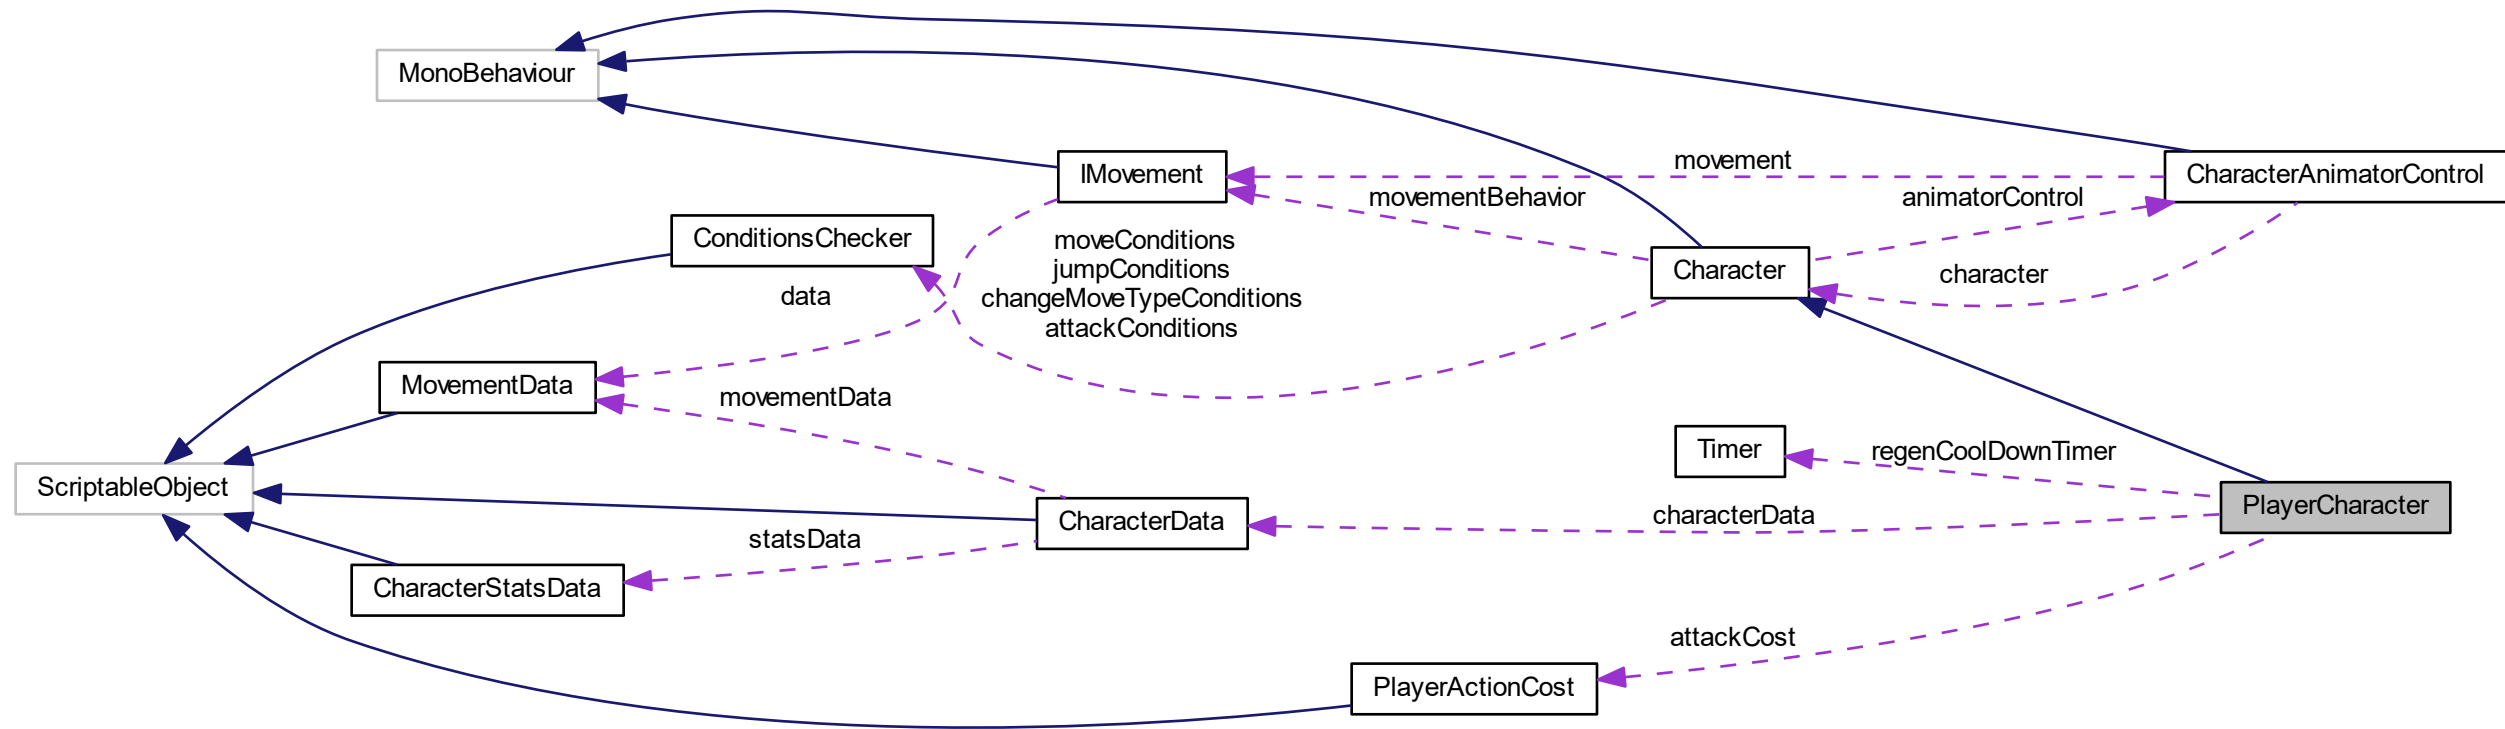 MonoBehaviour
IMovement
movement
CharacterAnimatorControl
movementBehavior
animatorControl
ConditionsChecker
moveConditions
jumpConditions
changeMoveTypeConditions
attackConditions
Character
character
data
MovementData
movementData
Timer
regenCoolDownTimer
ScriptableObject
CharacterData
characterData
PlayerCharacter
statsData
CharacterStatsData
attackCost
PlayerActionCost